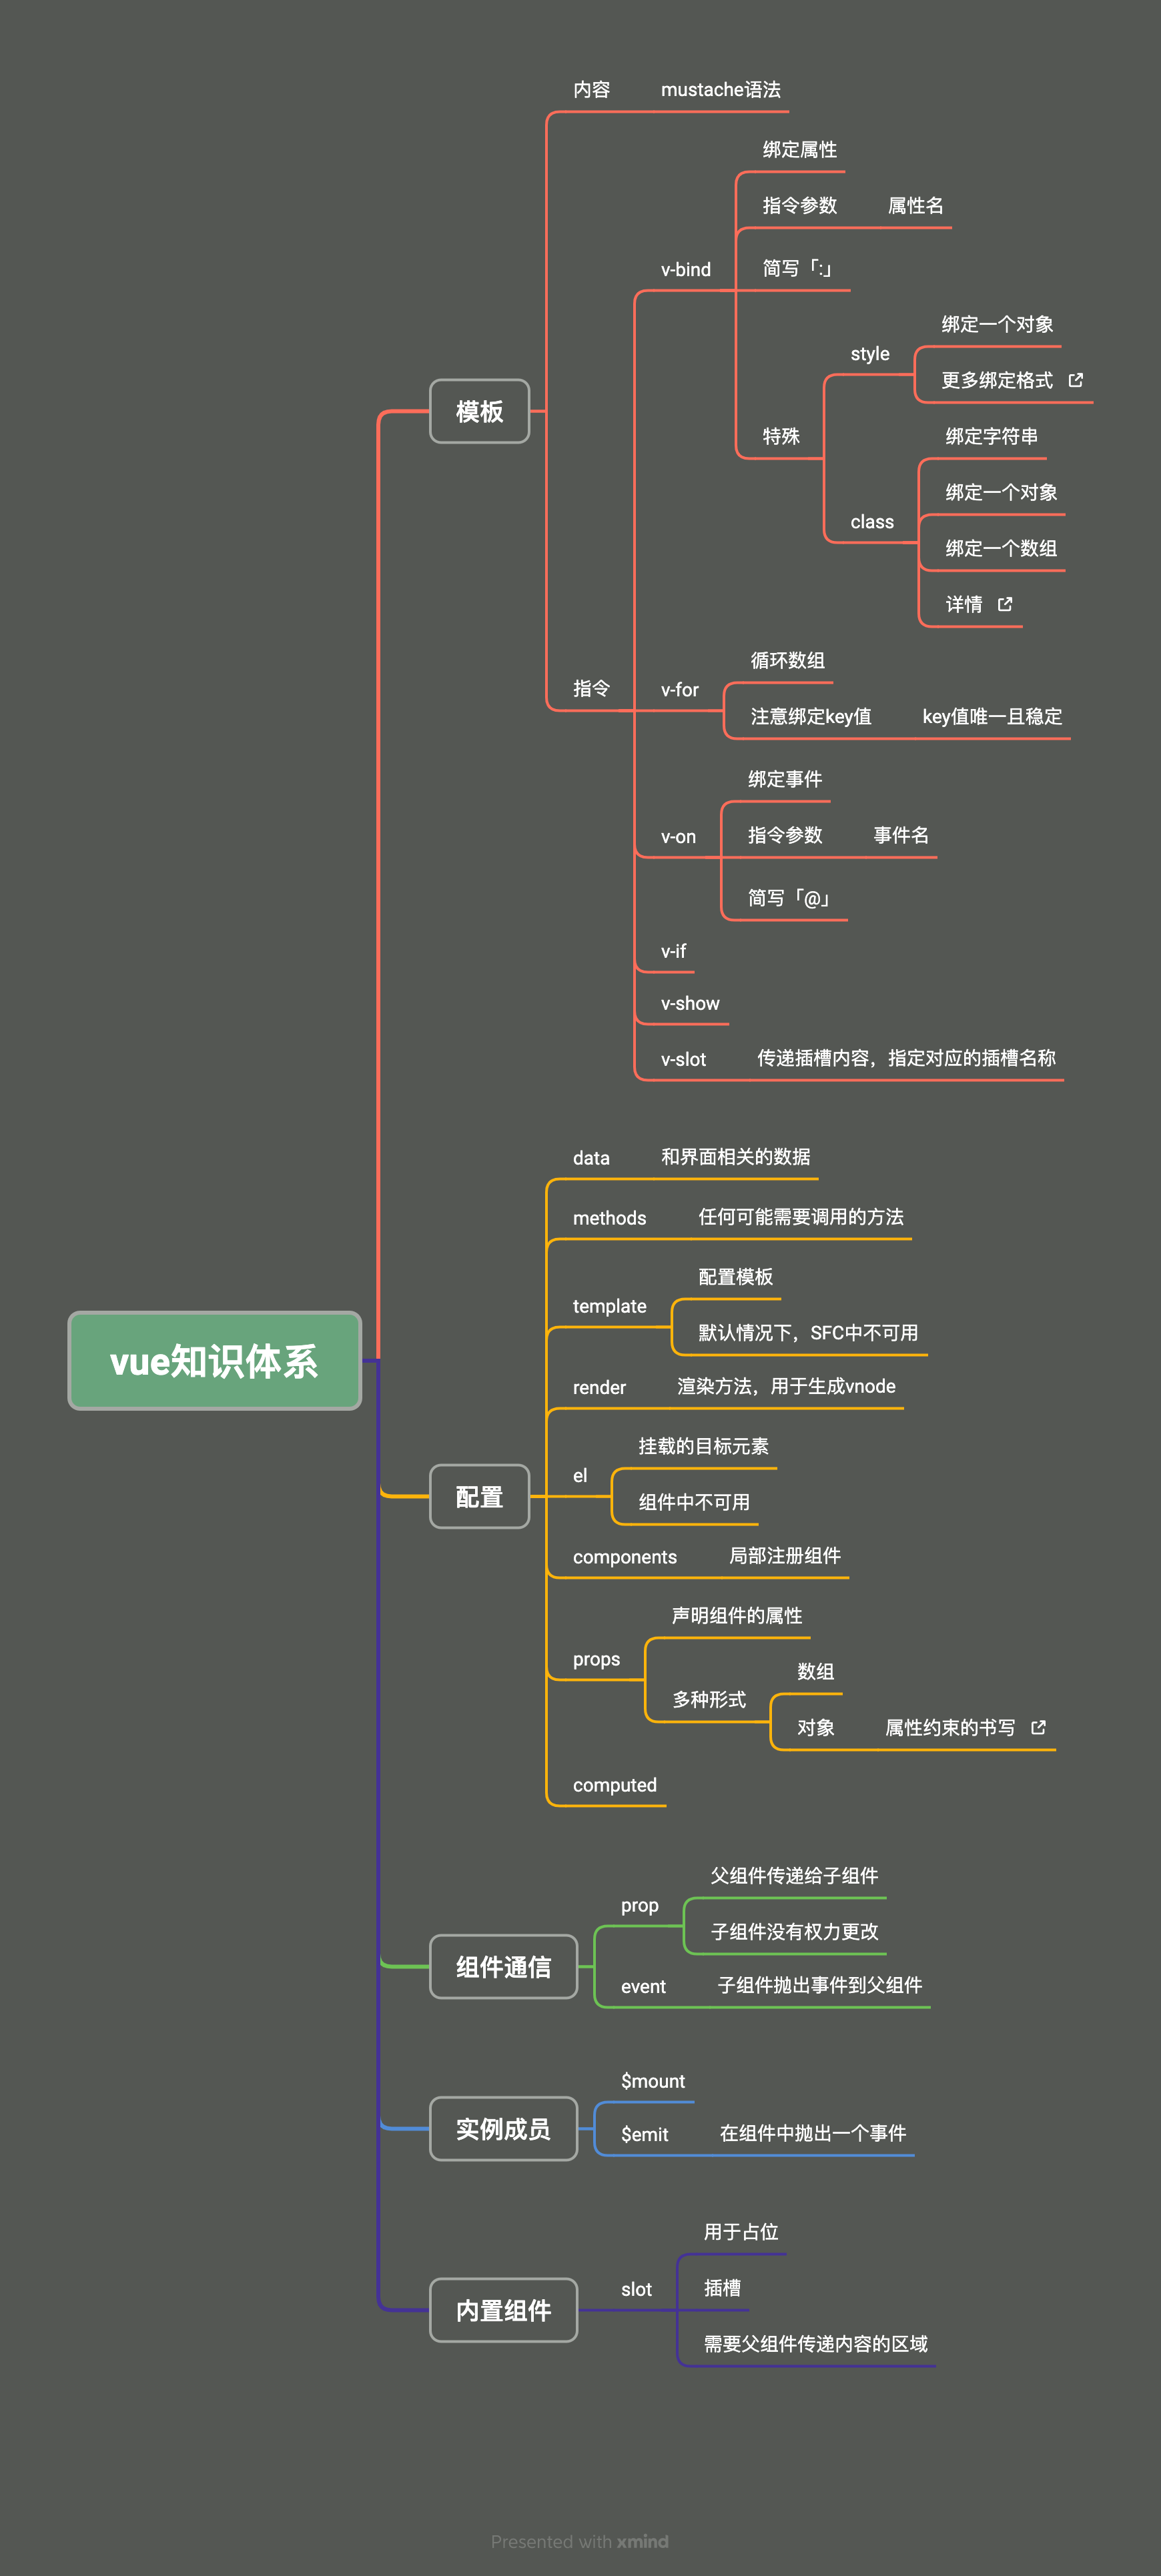 vue知识体系
模板
内容
mustache语法
指令
v-bind
绑定属性
指令参数
属性名
简写「:」
特殊
style
绑定一个对象
更多绑定格式
class
绑定字符串
绑定一个对象
绑定一个数组
详情
v-for
循环数组
注意绑定key值
key值唯一且稳定
v-on
绑定事件
指令参数
事件名
简写「@」
v-if
v-show
v-slot
传递插槽内容，指定对应的插槽名称
配置
data
和界面相关的数据
methods
任何可能需要调用的方法
template
配置模板
默认情况下，SFC中不可用
render
渲染方法，用于生成vnode
el
挂载的目标元素
组件中不可用
components
局部注册组件
props
声明组件的属性
多种形式
数组
对象
属性约束的书写
computed
组件通信
prop
父组件传递给子组件
子组件没有权力更改
event
子组件抛出事件到父组件
实例成员
$mount
$emit
在组件中抛出一个事件
内置组件
slot
用于占位
插槽
需要父组件传递内容的区域
Presented with xmind